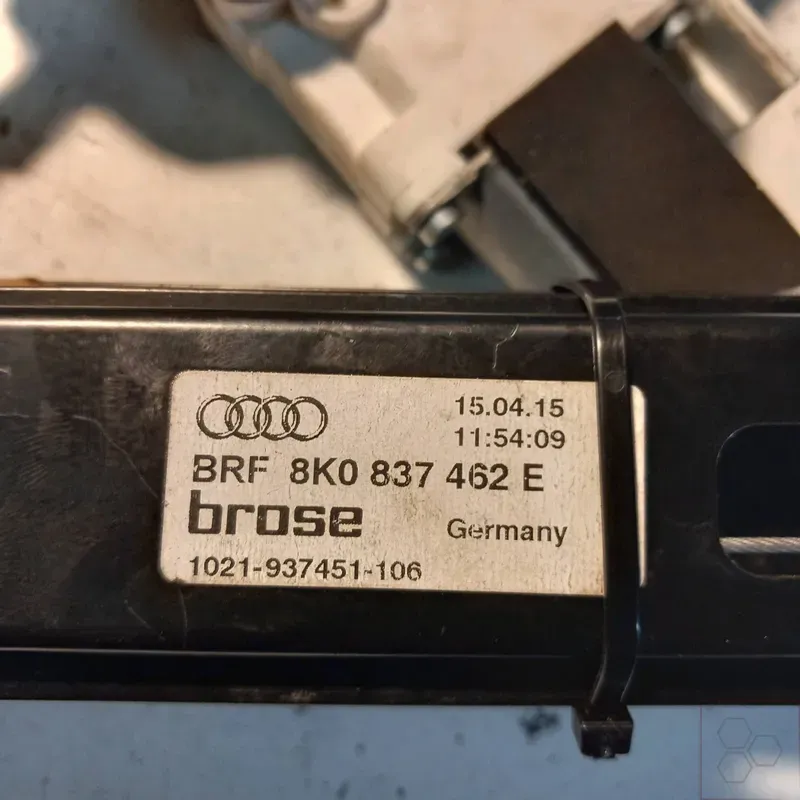 15.04.15
11:54:09
BRF 8K0 837 462 E
brose Germany
1021-937451-106